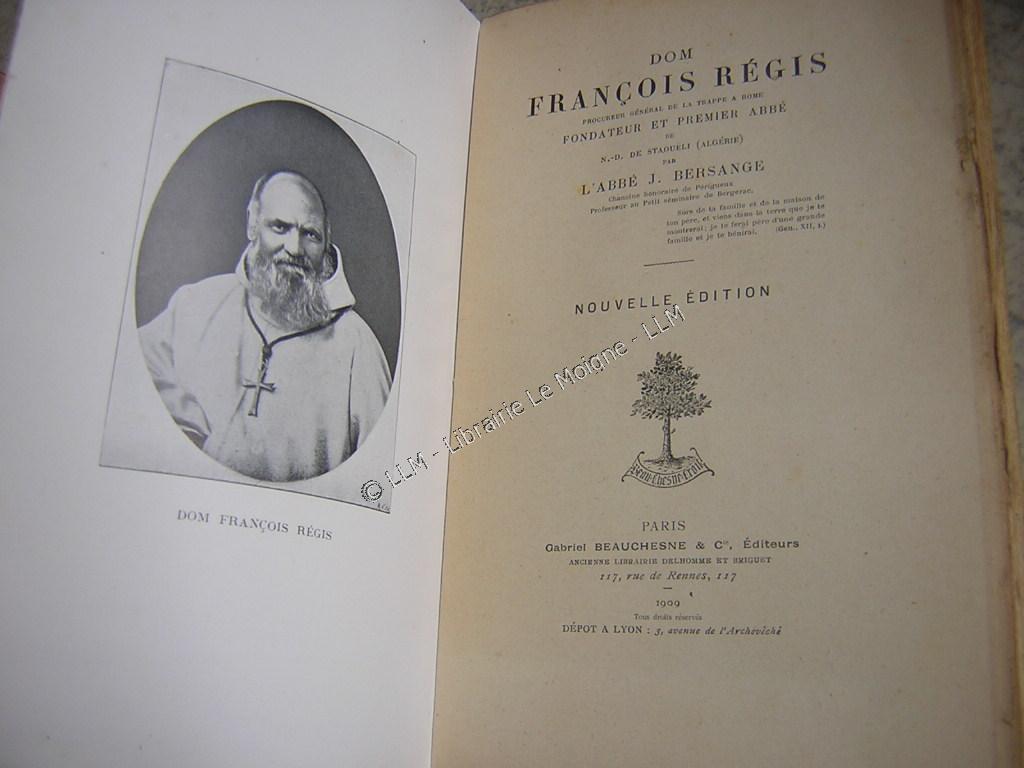 DOM FRANÇOIS RÉGIS
DOM
FRANÇOIS RÉGIS
PROCUREUR GÉNÉRAL DE LA TRAPPE A ROME
FONDATEUR ET PREMIER ABBÉ
DE
N.-D. DE STAOUELI (ALGÉRIE)
PAR
L'ABBÉ J. BERSANGE
Chanoine honoraire de Périgueux
Professeur au Petit séminaire de Bergerac.
Sors de ta famille et de la maison de
ton père, et viens dans la terre que je te
montrerai; je te ferai père d'une grande
famille et je te bénirai. (Gen., XII, 1.)
NOUVELLE ÉDITION
Beau-Chesne-Croît
PARIS
Gabriel BEAUCHESNE & Cie, Éditeurs
ANCIENNE LIBRAIRIE DELHOMME ET BRIGUET
117, rue de Rennes, 117
1909
Tous droits réservés
DÉPOT A LYON : 3, avenue de l'Archevêché
© LLM - Librairie Le Moigne - LLM